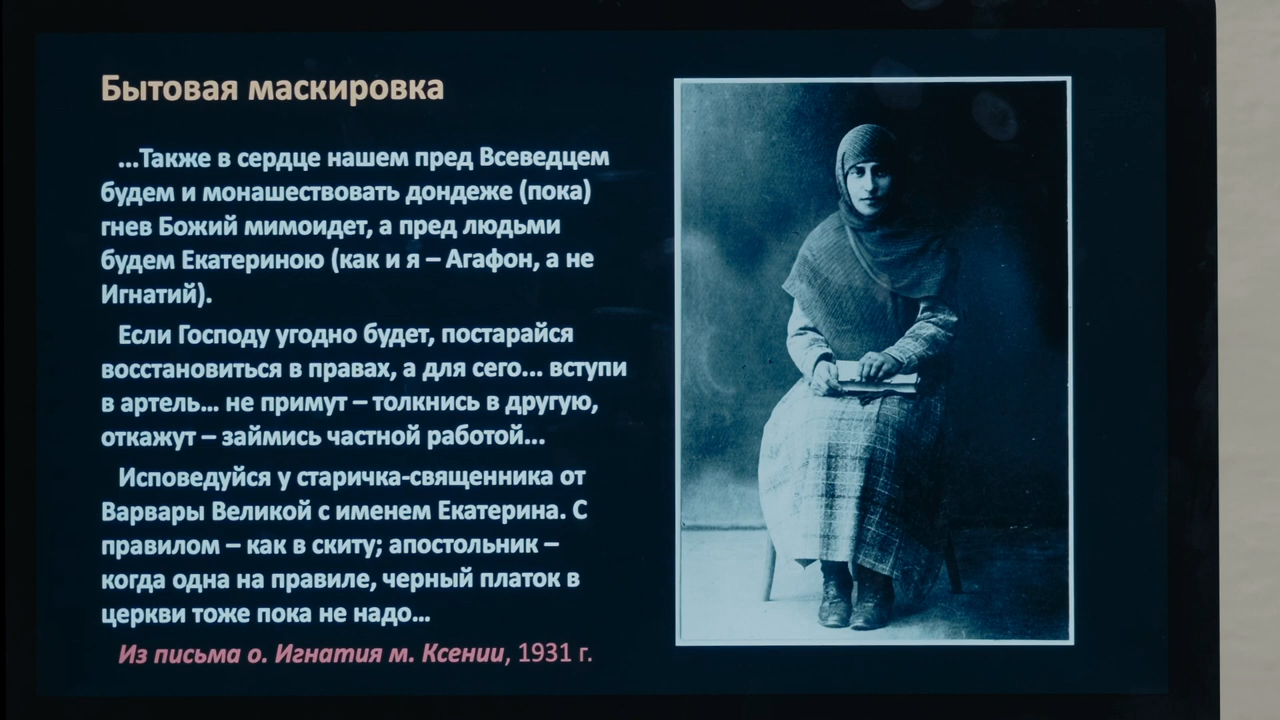 Бытовая маскировка
...Также в сердце нашем пред Всеведцем
будем и монашествовать дондеже (пока)
гнев Божий мимоидет, а пред людьми
будем Екатериною (как и я – Агафон, а не
Игнатий).
Если Господу угодно будет, постарайся
восстановиться в правах, а для сего... вступи
в артель... не примут – толкнись в другую,
откажут – займись частной работой...
Исповедуйся у старичка-священника от
Варвары Великой с именем Екатерина. С
правилом – как в скиту; апостольник –
когда одна на правиле, черный платок в
церкви тоже пока не надо...
Из письма о. Игнатия м. Ксении, 1931 г.